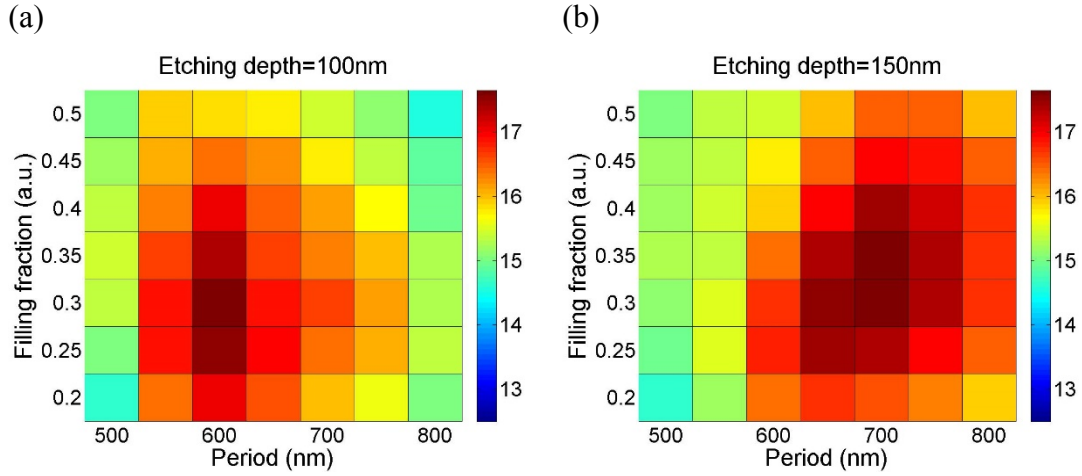 (a)
Etching depth=100nm
Filling fraction (a.u.)
0.5
0.45
0.4
0.35
0.3
0.25
0.2
500 600 700 800
Period (nm)
17
16
15
14
13
(b)
Etching depth=150nm
Filling fraction (a.u.)
0.5
0.45
0.4
0.35
0.3
0.25
0.2
500 600 700 800
Period (nm)
17
16
15
14
13